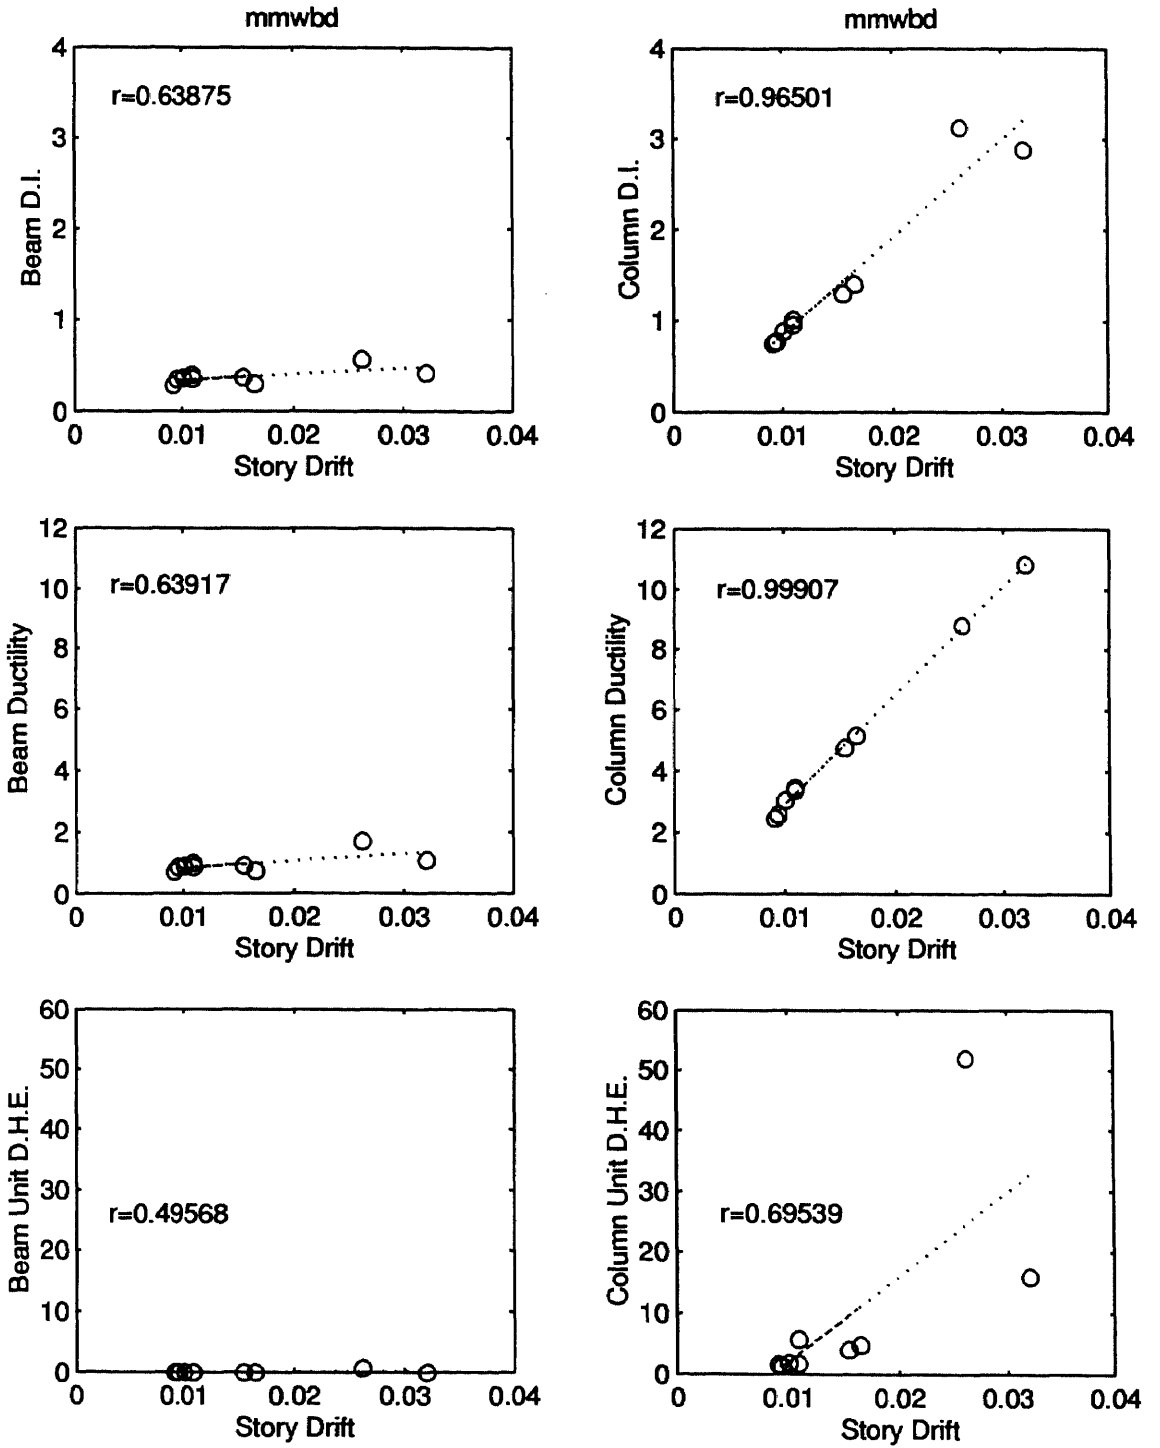 mmwbd
4
3
2
1
0
r=0.63875
Beam D.I.
0 0.01 0.02 0.03 0.04
Story Drift
mmwbd
4
3
2
1
0
r=0.96501
Column D.I.
0 0.01 0.02 0.03 0.04
Story Drift
12
10
8
6
4
2
0
r=0.63917
Beam Ductility
0 0.01 0.02 0.03 0.04
Story Drift
12
10
8
6
4
2
0
r=0.99907
Column Ductility
0 0.01 0.02 0.03 0.04
Story Drift
60
50
40
30
20
10
0
r=0.49568
Beam Unit D.H.E.
0 0.01 0.02 0.03 0.04
Story Drift
60
50
40
30
20
10
0
r=0.69539
Column Unit D.H.E.
0 0.01 0.02 0.03 0.04
Story Drift